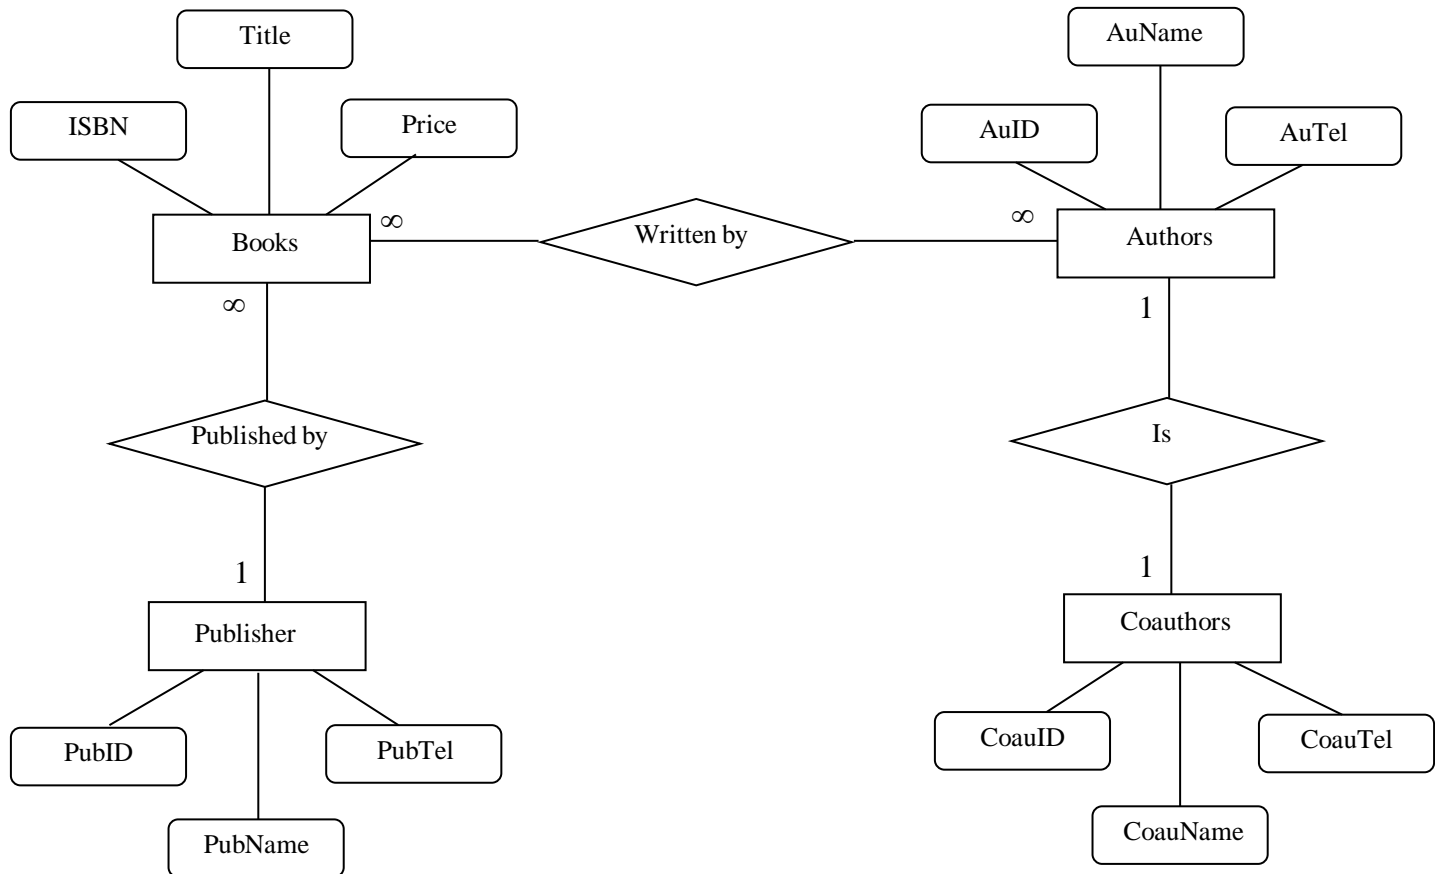 Title
AuName
ISBN
Price
AuID
AuTel
∞
∞
Books
Written by
Authors
∞
1
Published by
Is
1
1
Publisher
Coauthors
PubID
PubTel
CoauID
CoauTel
PubName
CoauName